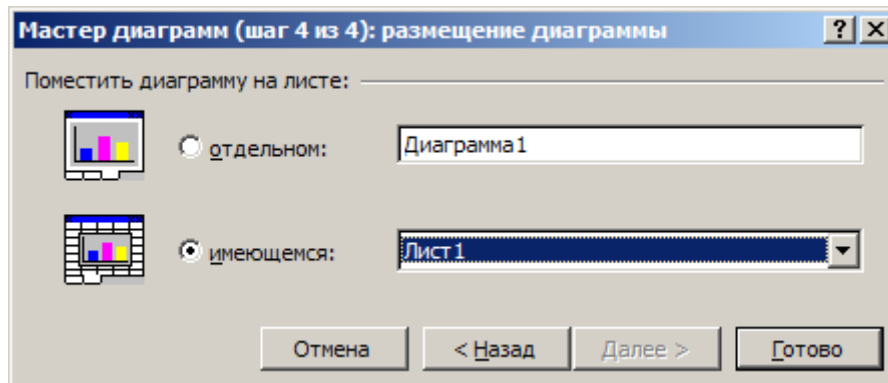 Мастер диаграмм (шаг 4 из 4): размещение диаграммы
Поместить диаграмму на листе:
отдельном: Диаграмма1
имеющемся: Лист1
Отмена < Назад Далее > Готово